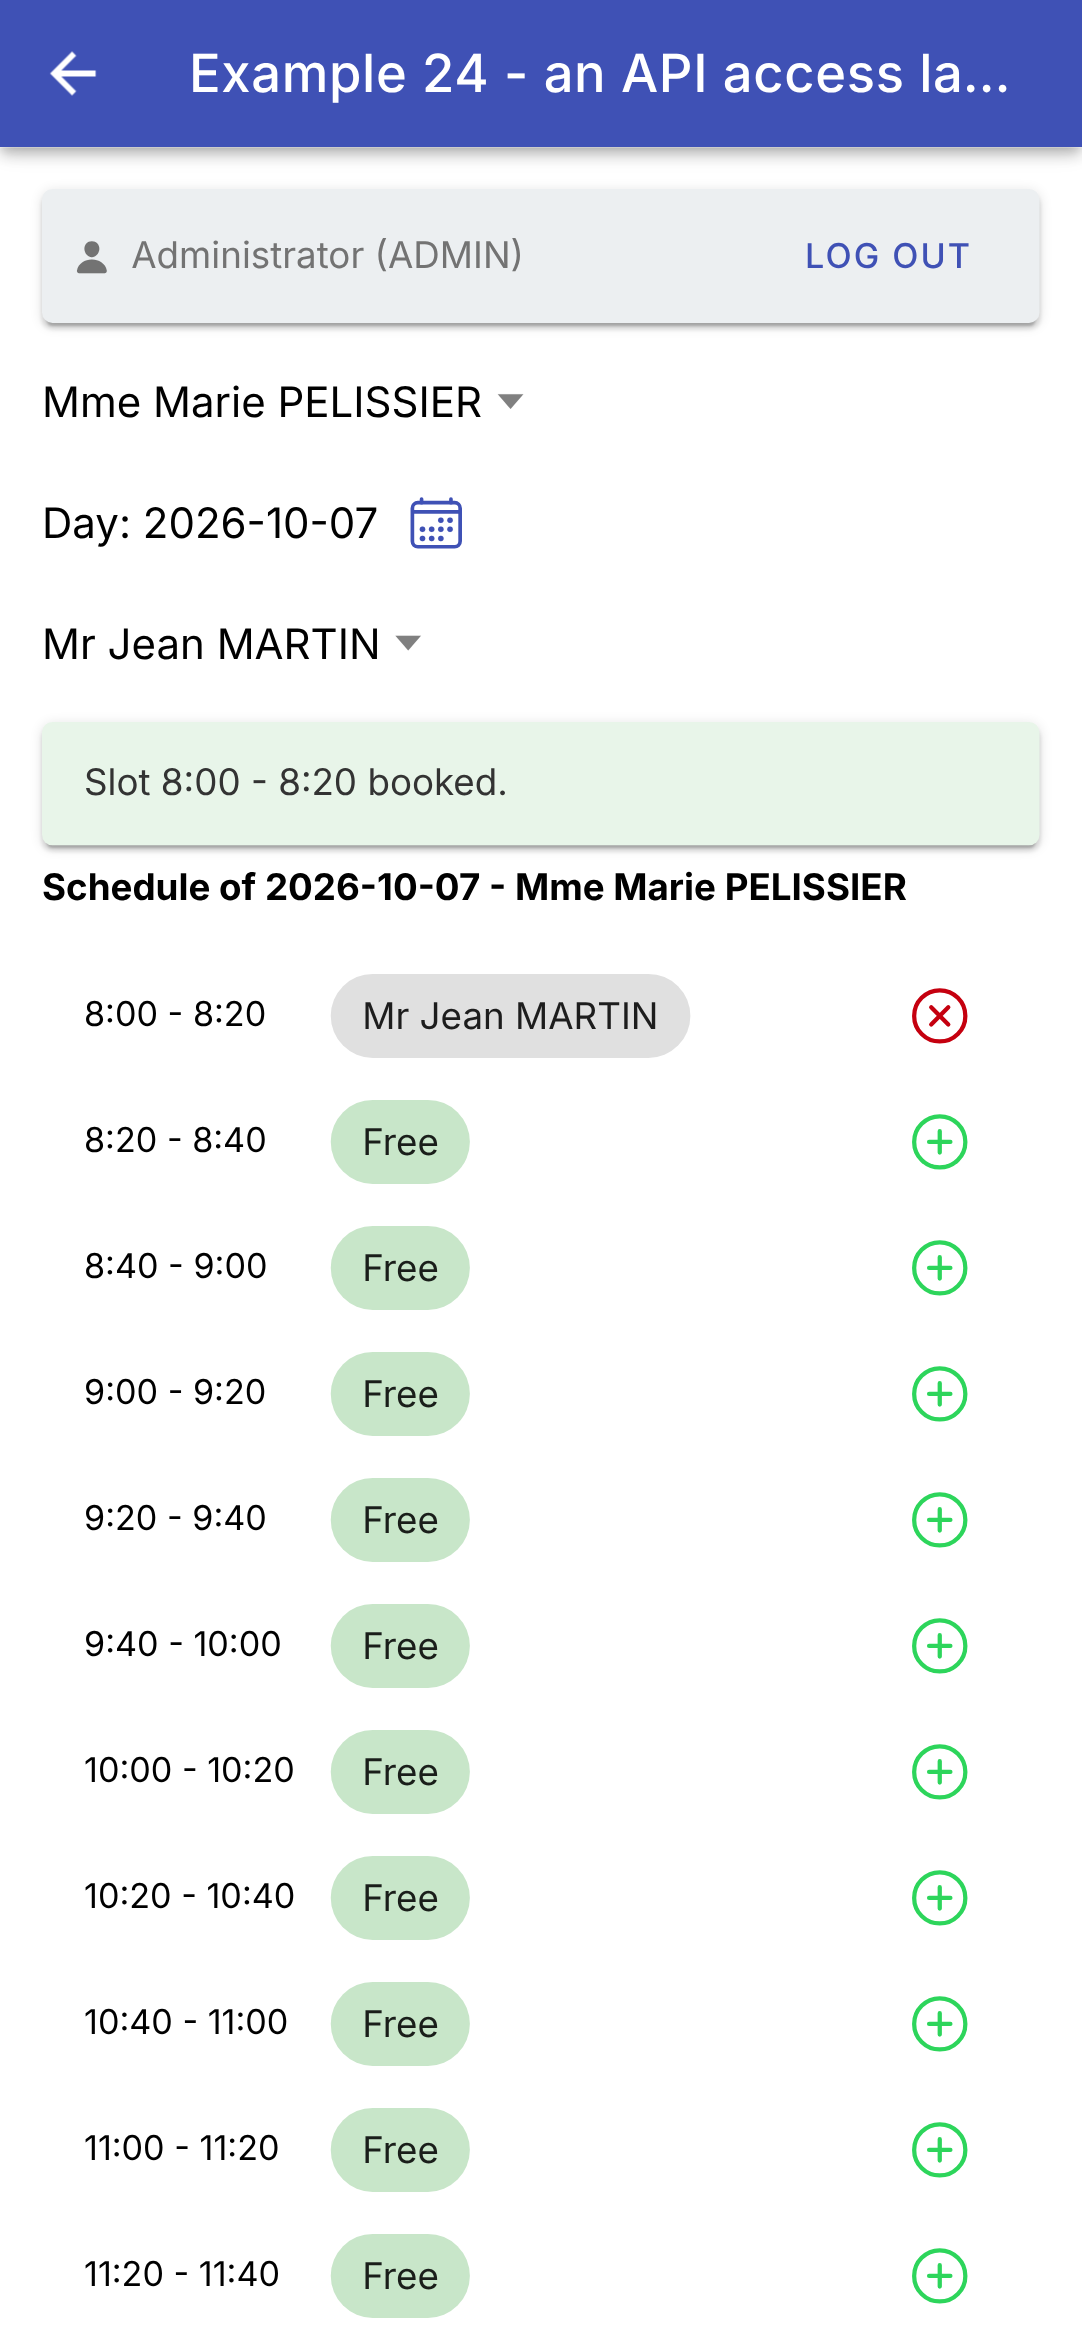 Example 24 - an API access la...
Administrator (ADMIN) LOG OUT
Mme Marie PELISSIER
Day: 2026-10-07
Mr Jean MARTIN
Slot 8:00 - 8:20 booked.
Schedule of 2026-10-07 - Mme Marie PELISSIER
8:00 - 8:20 Mr Jean MARTIN
8:20 - 8:40 Free
8:40 - 9:00 Free
9:00 - 9:20 Free
9:20 - 9:40 Free
9:40 - 10:00 Free
10:00 - 10:20 Free
10:20 - 10:40 Free
10:40 - 11:00 Free
11:00 - 11:20 Free
11:20 - 11:40 Free